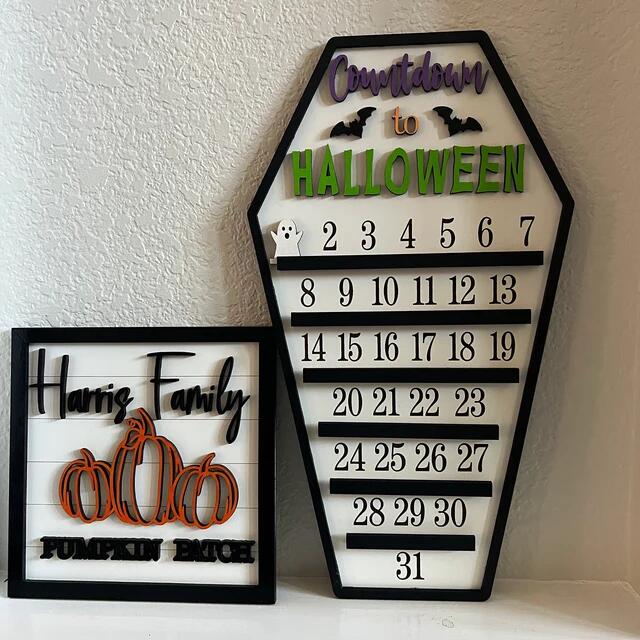 Countdown
to
HALLOWEEN
2 3 4 5 6 7
8 9 10 11 12 13
14 15 16 17 18 19
20 21 22 23
24 25 26 27
28 29 30
31
Harris Family
PUMPKIN PATCH